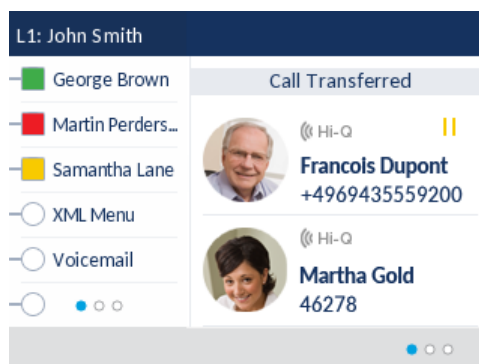 L1: John Smith
George Brown
Martin Perders...
Samantha Lane
XML Menu
Voicemail
Call Transferred
Hi-Q
Francois Dupont
+4969435559200
Hi-Q
Martha Gold
46278